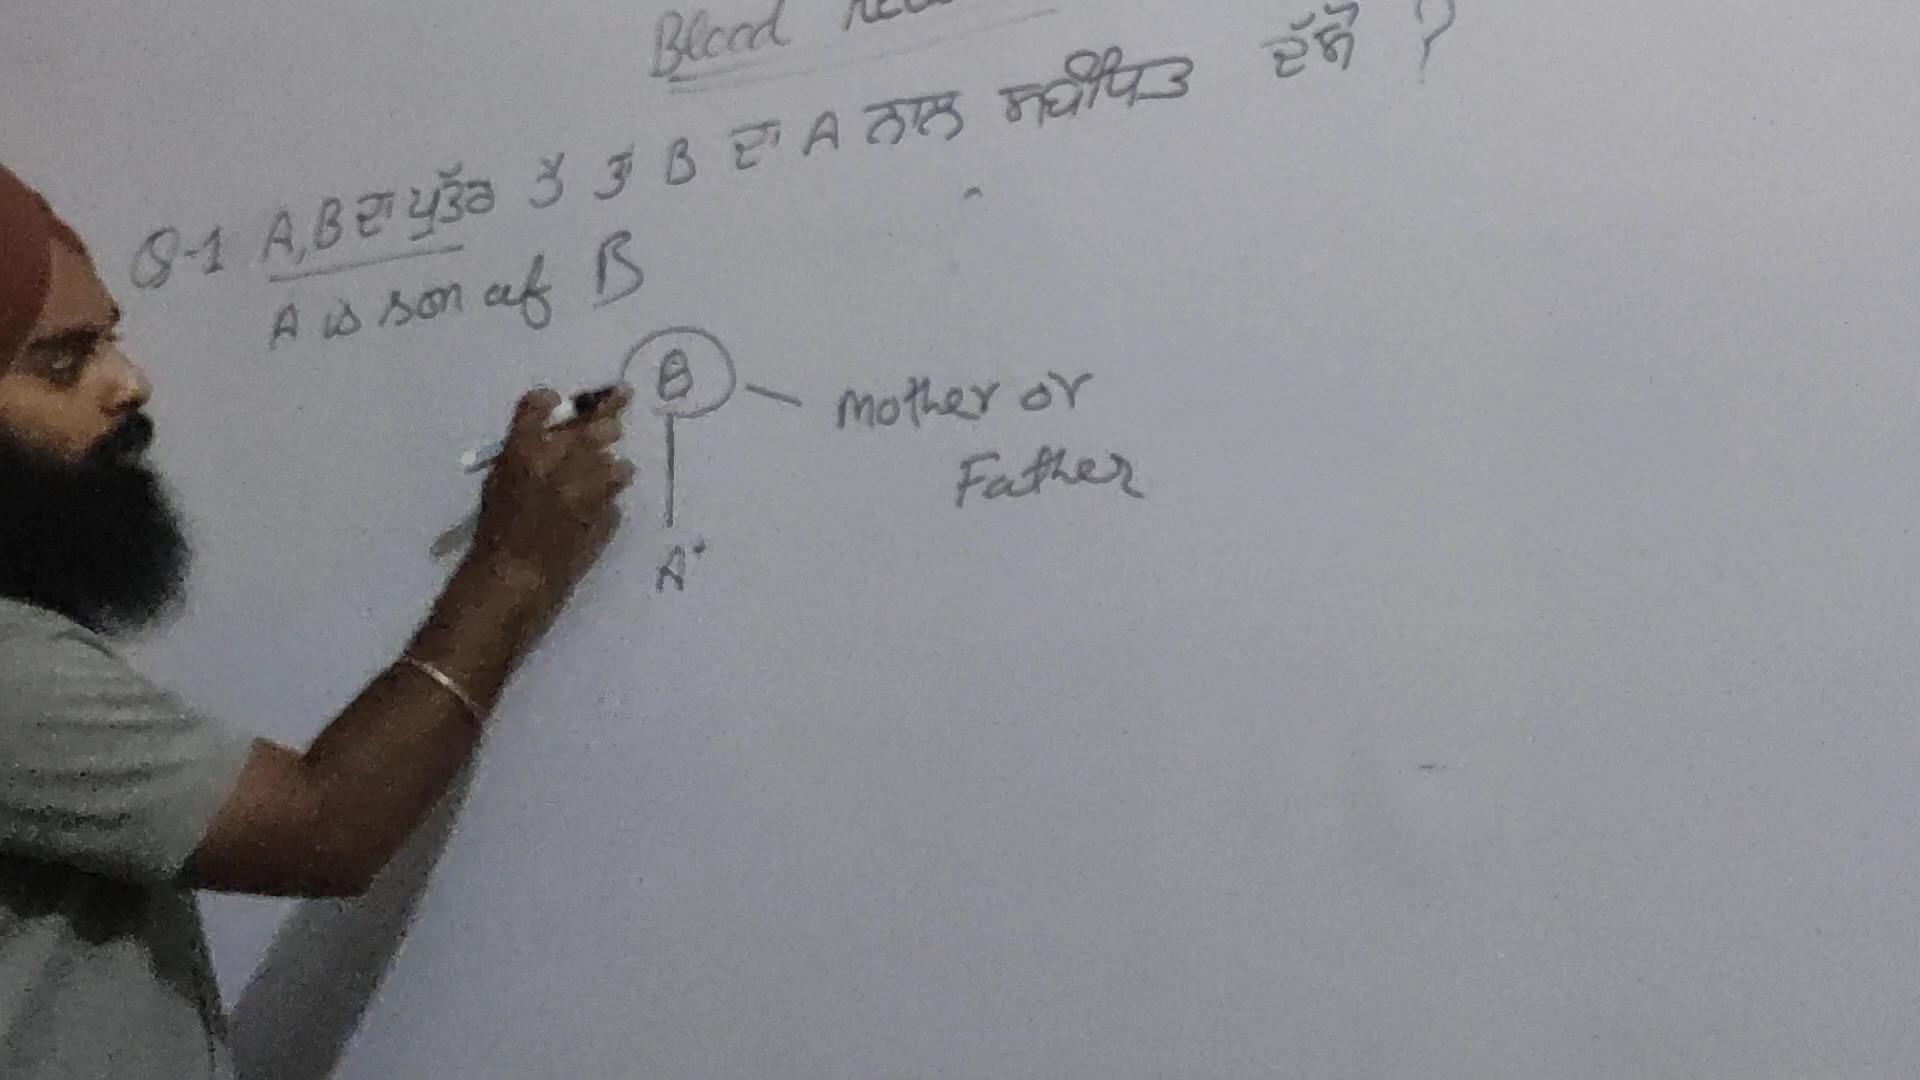 Blood
Q-1 A,B ਦਾ ਪੁੱਤਰ ਹੈ ਤਾਂ B ਦਾ A ਨਾਲ ਸਬੰਧ ਦੱਸੋ ?
A is son of B
B
mother or
Father
A+